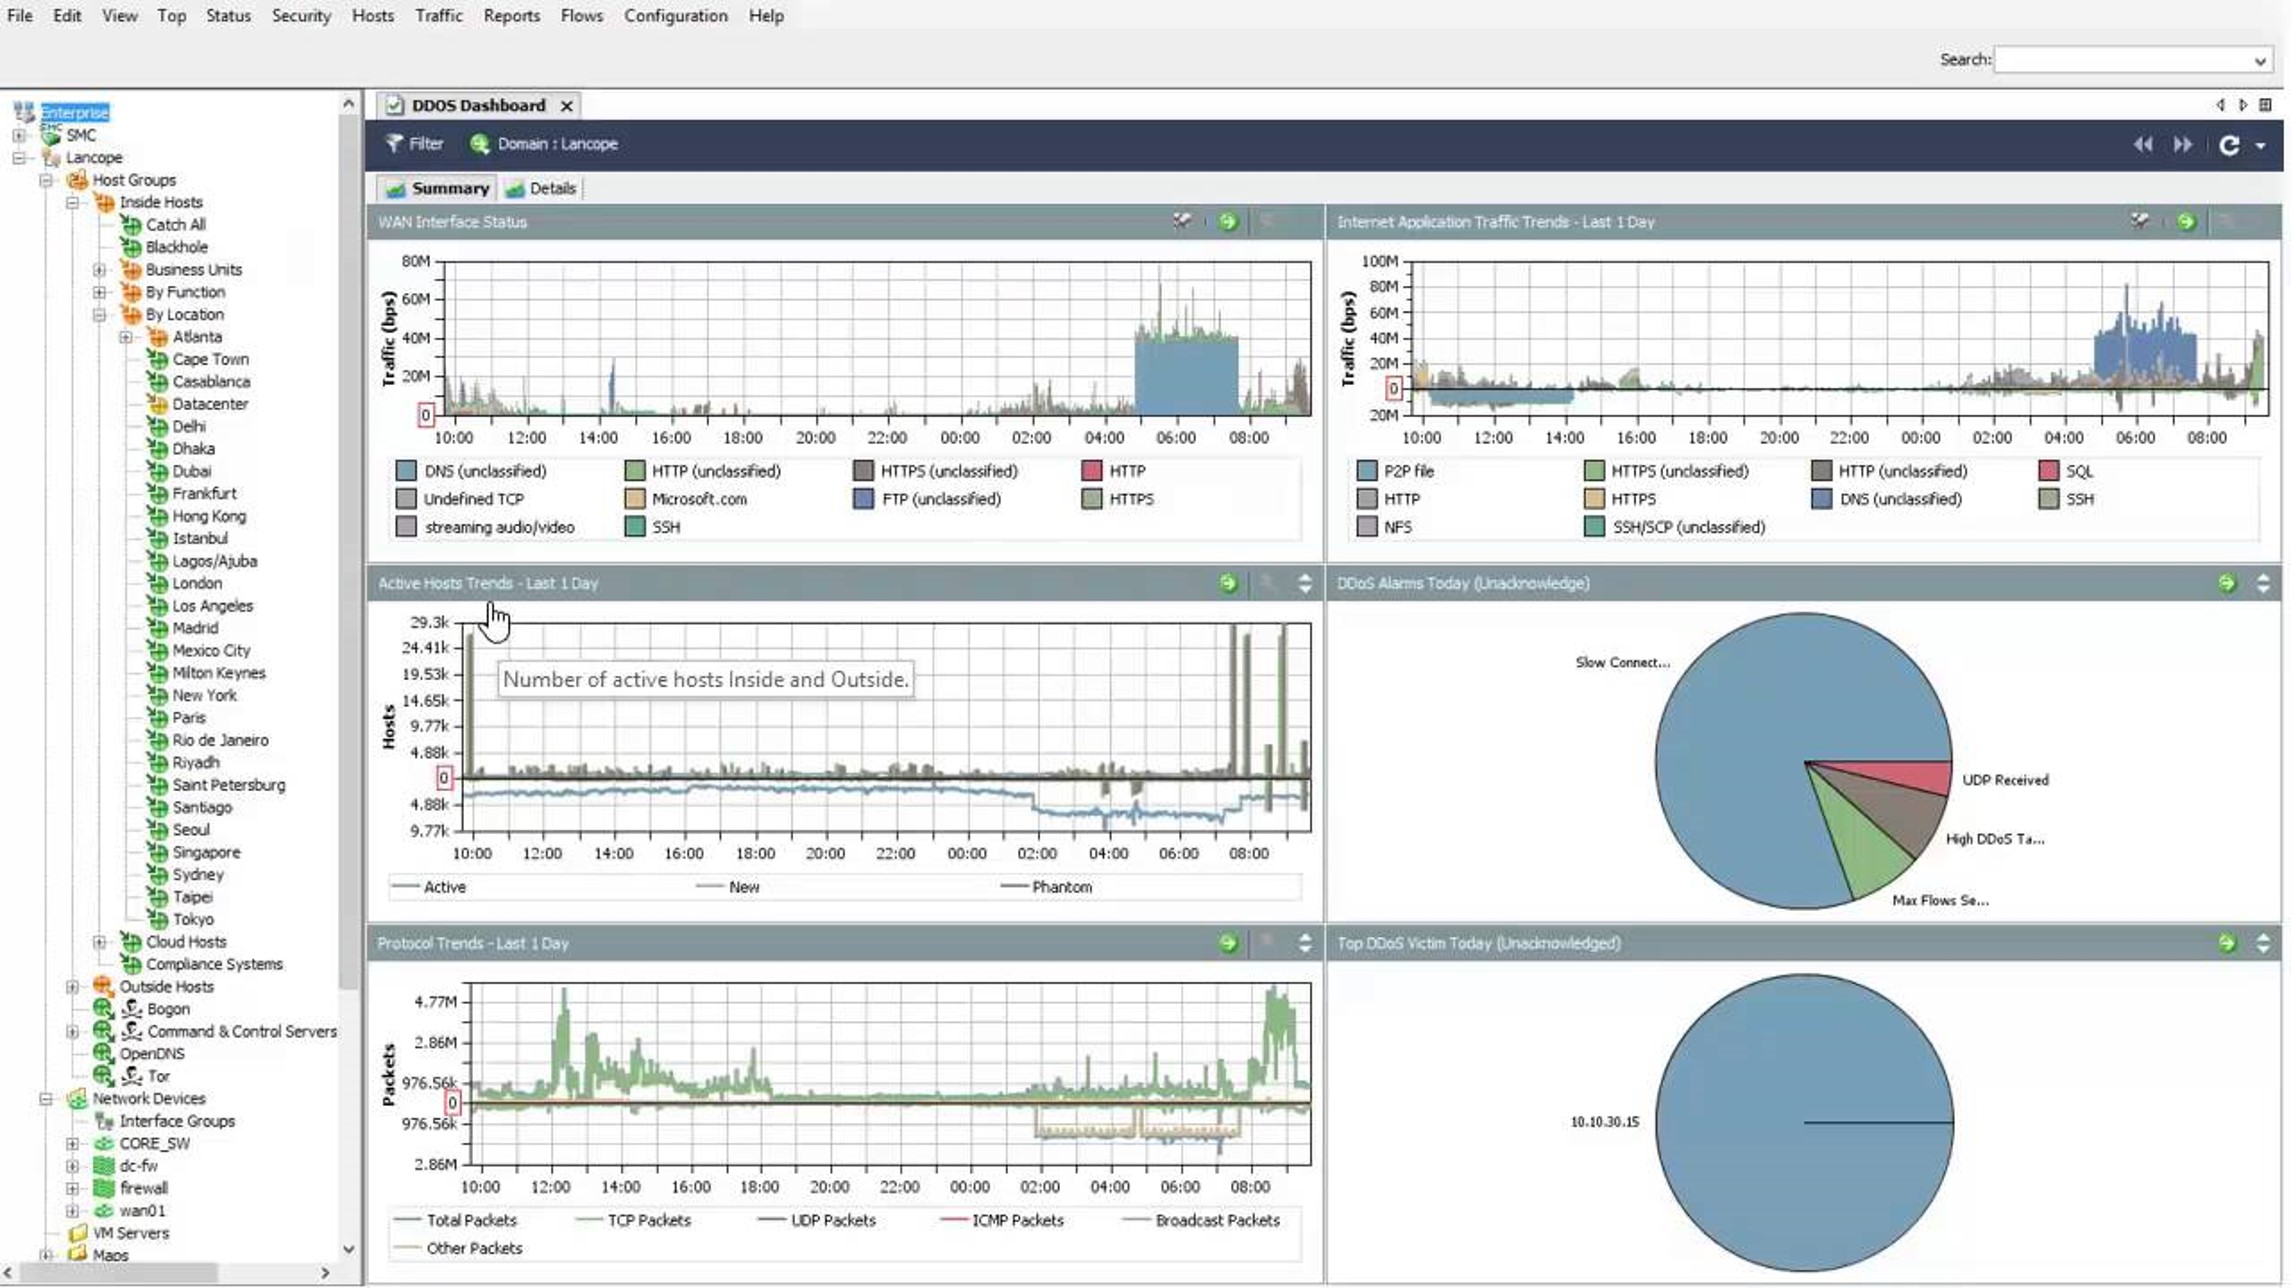 File Edit View Top Status Security Hosts Traffic Reports Flows Configuration Help
Search:
Enterprise
SMC
Lancope
Host Groups
Inside Hosts
Catch All
Blackhole
Business Units
By Function
By Location
Atlanta
Cape Town
Casablanca
Datacenter
Delhi
Dhaka
Dubai
Frankfurt
Hong Kong
Istanbul
Lagos/Ajuba
London
Los Angeles
Madrid
Mexico City
Milton Keynes
New York
Paris
Rio de Janeiro
Riyadh
Saint Petersburg
Santiago
Seoul
Singapore
Sydney
Taipei
Tokyo
Cloud Hosts
Compliance Systems
Outside Hosts
Bogon
Command & Control Servers
OpenDNS
Tor
Network Devices
Interface Groups
CORE_SW
dc-fw
firewall
wan01
VM Servers
Maps
DDOS Dashboard
Filter Domain : Lancope
Summary Details
WAN Interface Status
Traffic (bps)
80M
60M
40M
20M
0
10:00 12:00 14:00 16:00 18:00 20:00 22:00 00:00 02:00 04:00 06:00 08:00
DNS (unclassified) HTTP (unclassified) HTTPS (unclassified) HTTP
Undefined TCP Microsoft.com FTP (unclassified) HTTPS
streaming audio/video SSH
Internet Application Traffic Trends - Last 1 Day
Traffic (bps)
100M
80M
60M
40M
20M
0
20M
10:00 12:00 14:00 16:00 18:00 20:00 22:00 00:00 02:00 04:00 06:00 08:00
P2P file HTTPS (unclassified) HTTP (unclassified) SQL
HTTP HTTPS DNS (unclassified) SSH
NFS SSH/SCP (unclassified)
Active Hosts Trends - Last 1 Day
Number of active hosts Inside and Outside.
Hosts
29.3k
24.41k
19.53k
14.65k
9.77k
4.88k
0
4.88k
9.77k
10:00 12:00 14:00 16:00 18:00 20:00 22:00 00:00 02:00 04:00 06:00 08:00
Active New Phantom
DDoS Alarms Today (Unacknowledge)
Slow Connect...
UDP Received
High DDoS Ta...
Max Flows Se...
Protocol Trends - Last 1 Day
Packets
4.77M
2.86M
976.56k
0
976.56k
2.86M
10:00 12:00 14:00 16:00 18:00 20:00 22:00 00:00 02:00 04:00 06:00 08:00
Total Packets TCP Packets UDP Packets ICMP Packets Broadcast Packets
Other Packets
Top DDoS Victim Today (Unacknowledged)
10.10.30.15